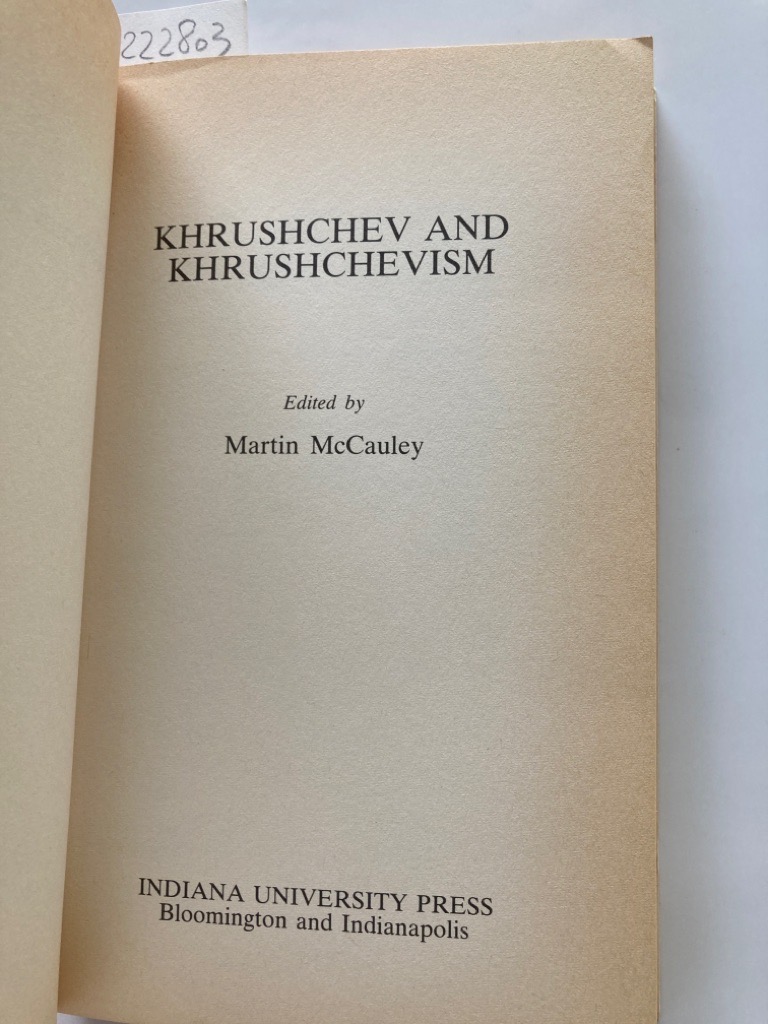 222803
KHRUSHCHEV AND
KHRUSHCHEVISM
Edited by
Martin McCauley
INDIANA UNIVERSITY PRESS
Bloomington and Indianapolis